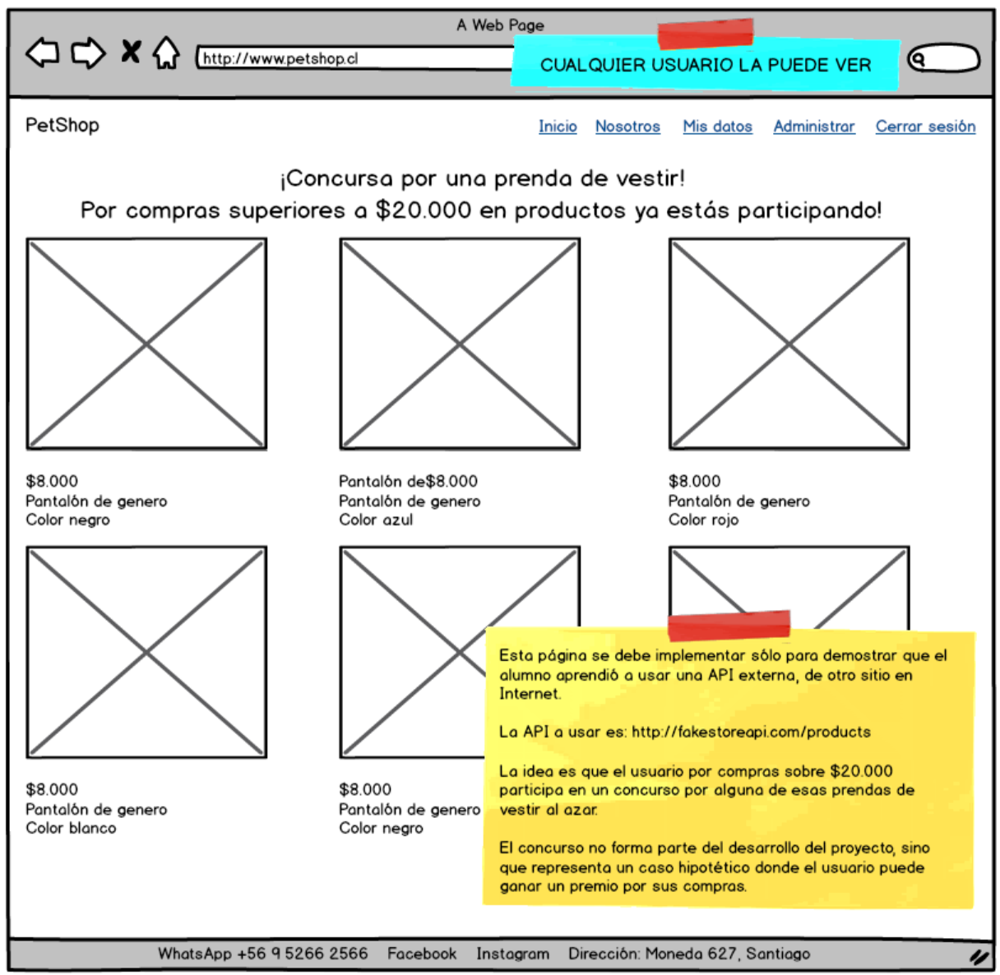 A Web Page
http://www.petshop.cl
CUALQUIER USUARIO LA PUEDE VER
PetShop
Inicio Nosotros Mis datos Administrar Cerrar sesión
¡Concursa por una prenda de vestir!
Por compras superiores a $20.000 en productos ya estás participando!
$8.000
Pantalón de genero
Color negro
Pantalón de$8.000
Pantalón de genero
Color azul
$8.000
Pantalón de genero
Color rojo
$8.000
Pantalón de genero
Color blanco
$8.000
Pantalón de genero
Color negro
Esta página se debe implementar sólo para demostrar que el
alumno aprendió a usar una API externa, de otro sitio en
Internet.
La API a usar es: http://fakestoreapi.com/products
La idea es que el usuario por compras sobre $20.000
participa en un concurso por alguna de esas prendas de
vestir al azar.
El concurso no forma parte del desarrollo del proyecto, sino
que representa un caso hipotético donde el usuario puede
ganar un premio por sus compras.
WhatsApp +56 9 5266 2566 Facebook Instagram Dirección: Moneda 627, Santiago